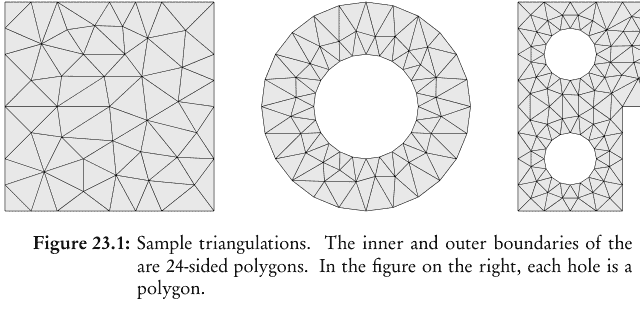 Figure 23.1: Sample triangulations. The inner and outer boundaries of the
are 24-sided polygons. In the figure on the right, each hole is a
polygon.